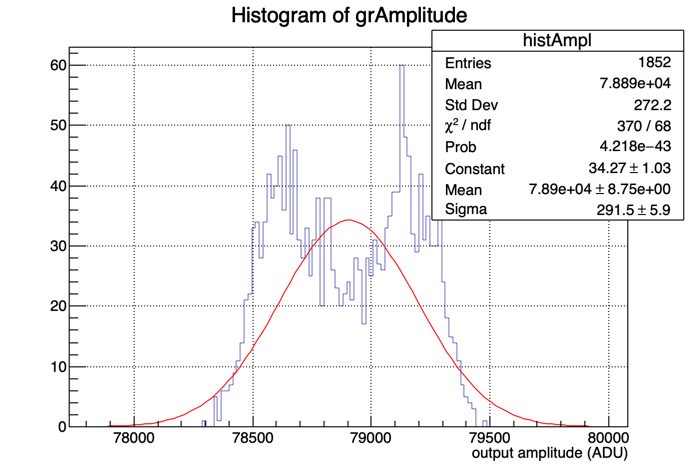 Histogram of grAmplitude
histAmpl
Entries 1852
Mean 7.889e+04
Std Dev 272.2
χ² / ndf 370 / 68
Prob 4.218e−43
Constant 34.27 ± 1.03
Mean 7.89e+04 ± 8.75e+00
Sigma 291.5 ± 5.9
60
50
40
30
20
10
0
78000 78500 79000 79500 80000
output amplitude (ADU)